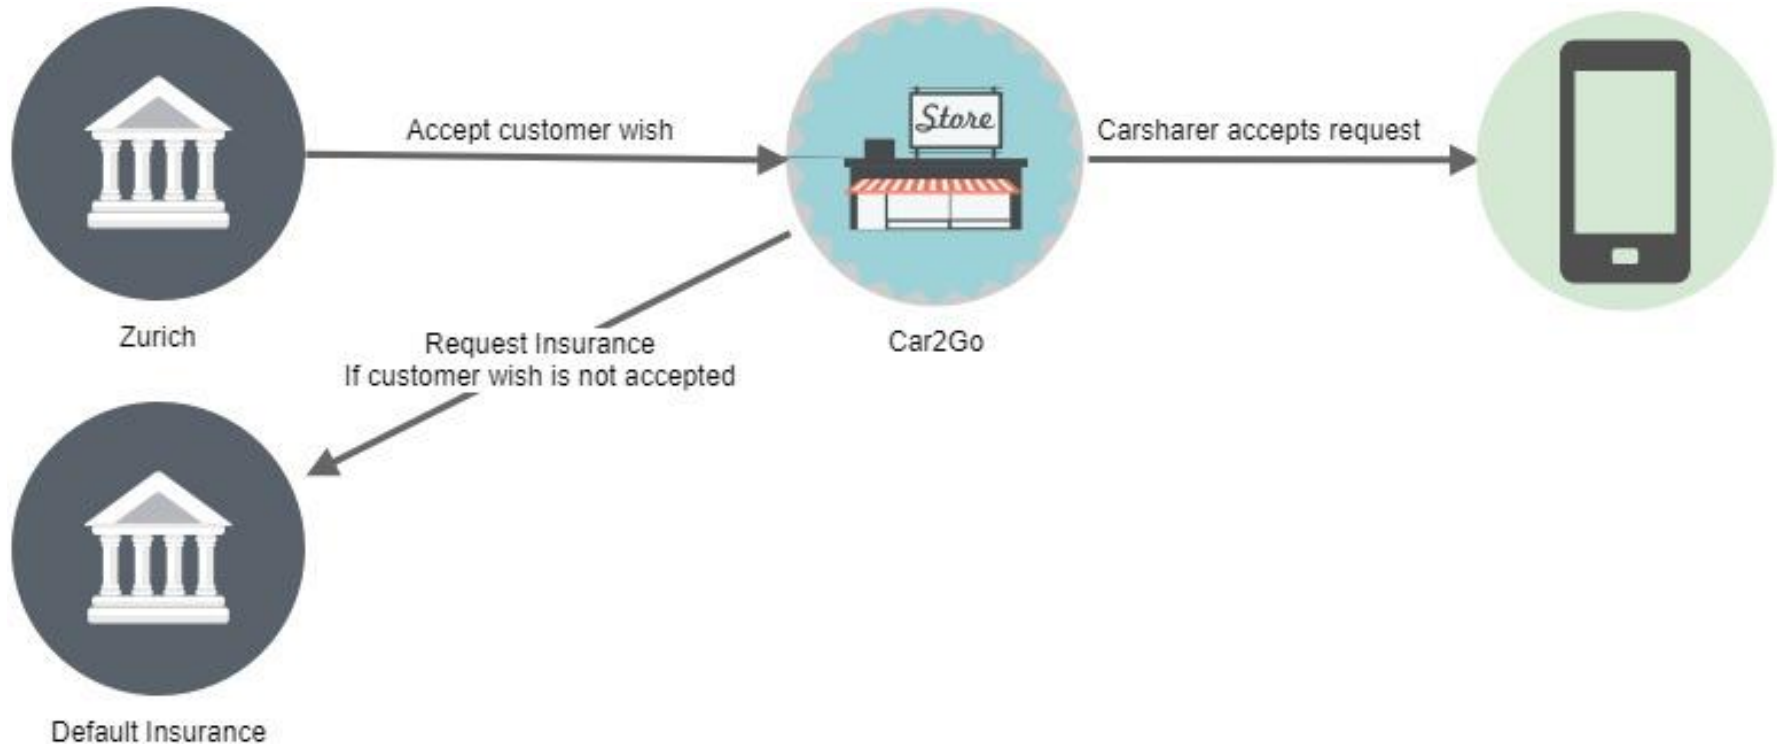 Accept customer wish
Store
Carsharer accepts request
Zurich
Request Insurance
If customer wish is not accepted
Car2Go
Default Insurance